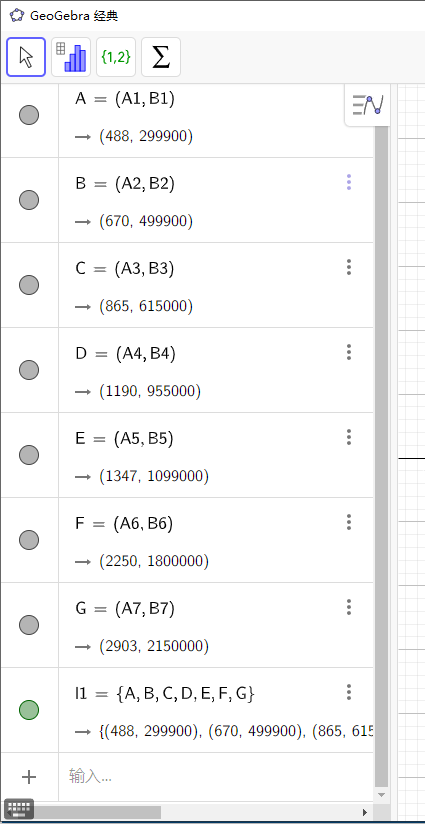 GeoGebra 经典
{1,2} Σ
A = (A1, B1)
→ (488, 299900)
B = (A2, B2)
→ (670, 499900)
C = (A3, B3)
→ (865, 615000)
D = (A4, B4)
→ (1190, 955000)
E = (A5, B5)
→ (1347, 1099000)
F = (A6, B6)
→ (2250, 1800000)
G = (A7, B7)
→ (2903, 2150000)
l1 = {A, B, C, D, E, F, G}
→ {(488, 299900), (670, 499900), (865, 615
输入...